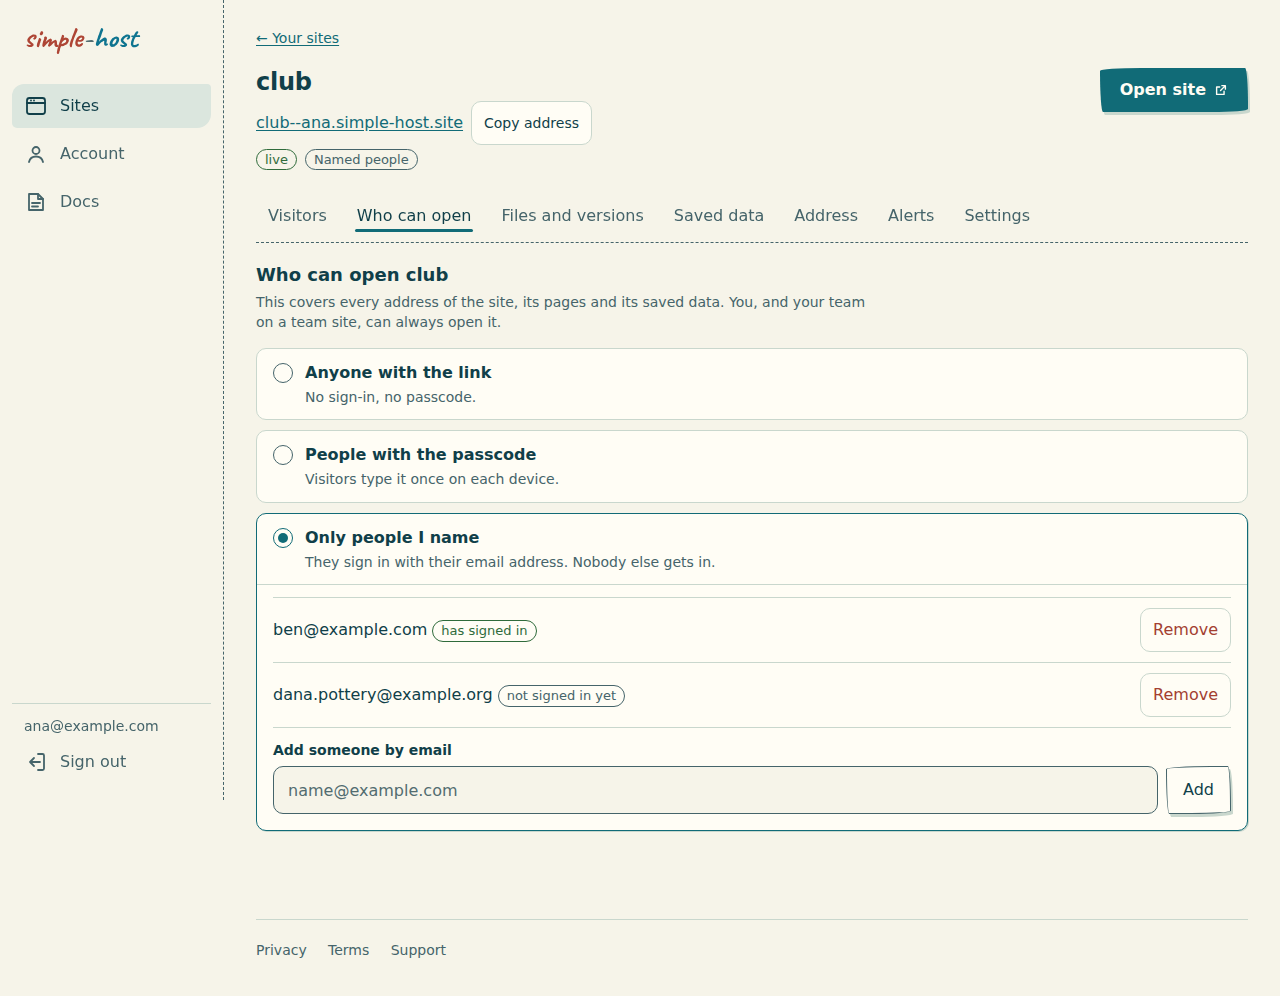 simple-host
Sites
Account
Docs
ana@example.com
Sign out
← Your sites
club
Open site
club--ana.simple-host.site
Copy address
live
Named people
Visitors
Who can open
Files and versions
Saved data
Address
Alerts
Settings
Who can open club
This covers every address of the site, its pages and its saved data. You, and your team
on a team site, can always open it.
Anyone with the link
No sign-in, no passcode.
People with the passcode
Visitors type it once on each device.
Only people I name
They sign in with their email address. Nobody else gets in.
ben@example.com has signed in
Remove
dana.pottery@example.org not signed in yet
Remove
Add someone by email
name@example.com
Add
Privacy
Terms
Support